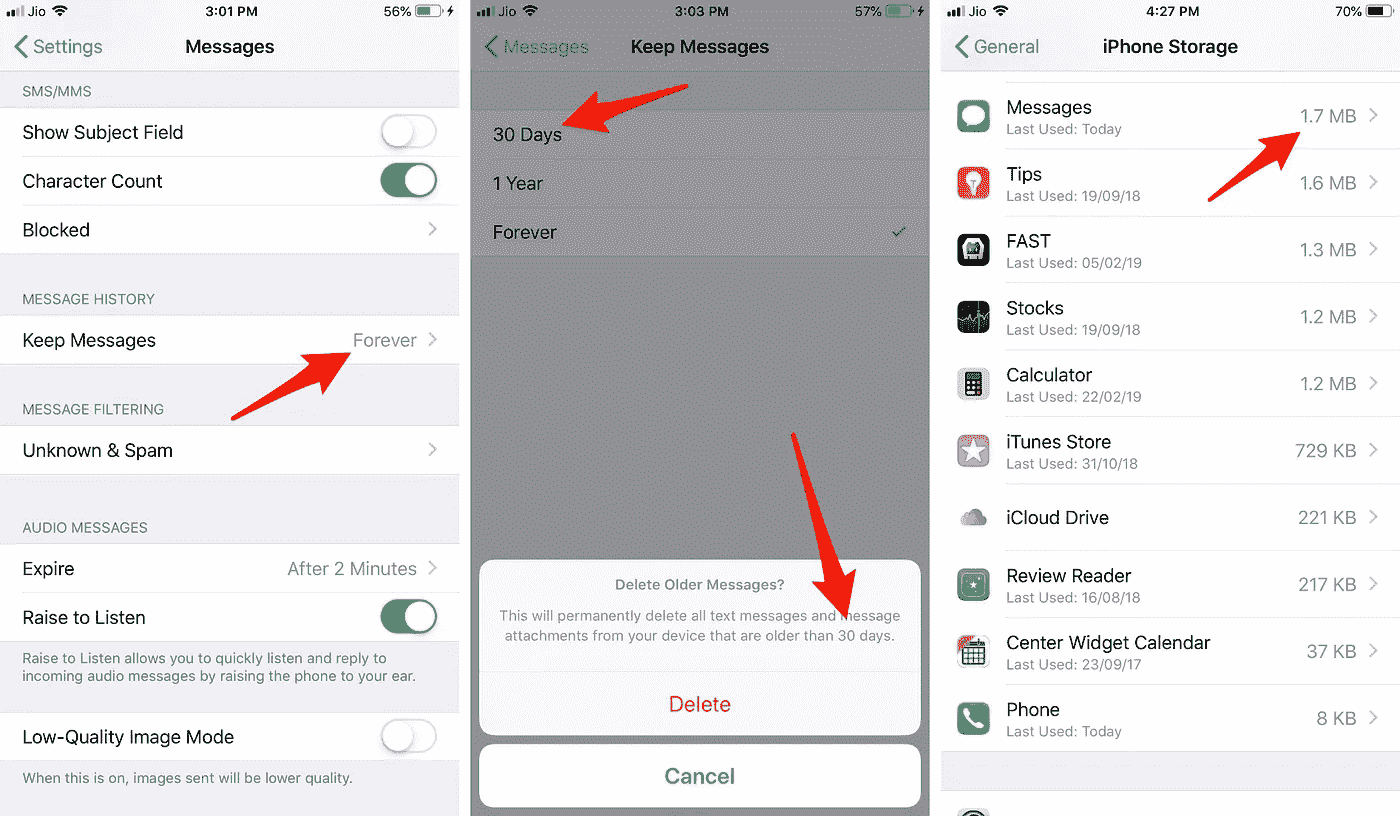 Jio 3:01 PM 56%
Settings Messages
SMS/MMS
Show Subject Field
Character Count
Blocked
MESSAGE HISTORY
Keep Messages Forever
MESSAGE FILTERING
Unknown & Spam
AUDIO MESSAGES
Expire After 2 Minutes
Raise to Listen
Raise to Listen allows you to quickly listen and reply to
incoming audio messages by raising the phone to your ear.
Low-Quality Image Mode
When this is on, images sent will be lower quality.
Jio 3:03 PM 57%
Messages Keep Messages
30 Days
1 Year
Forever
Delete Older Messages?
This will permanently delete all text messages and message
attachments from your device that are older than 30 days.
Delete
Cancel
Jio 4:27 PM 70%
General iPhone Storage
Messages 1.7 MB
Last Used: Today
Tips 1.6 MB
Last Used: 19/09/18
FAST 1.3 MB
Last Used: 05/02/19
Stocks 1.2 MB
Last Used: 19/09/18
Calculator 1.2 MB
Last Used: 22/02/19
iTunes Store 729 KB
Last Used: 31/10/18
iCloud Drive 221 KB
Review Reader 217 KB
Last Used: 16/08/18
Center Widget Calendar 37 KB
Last Used: 23/09/17
Phone 8 KB
Last Used: Today